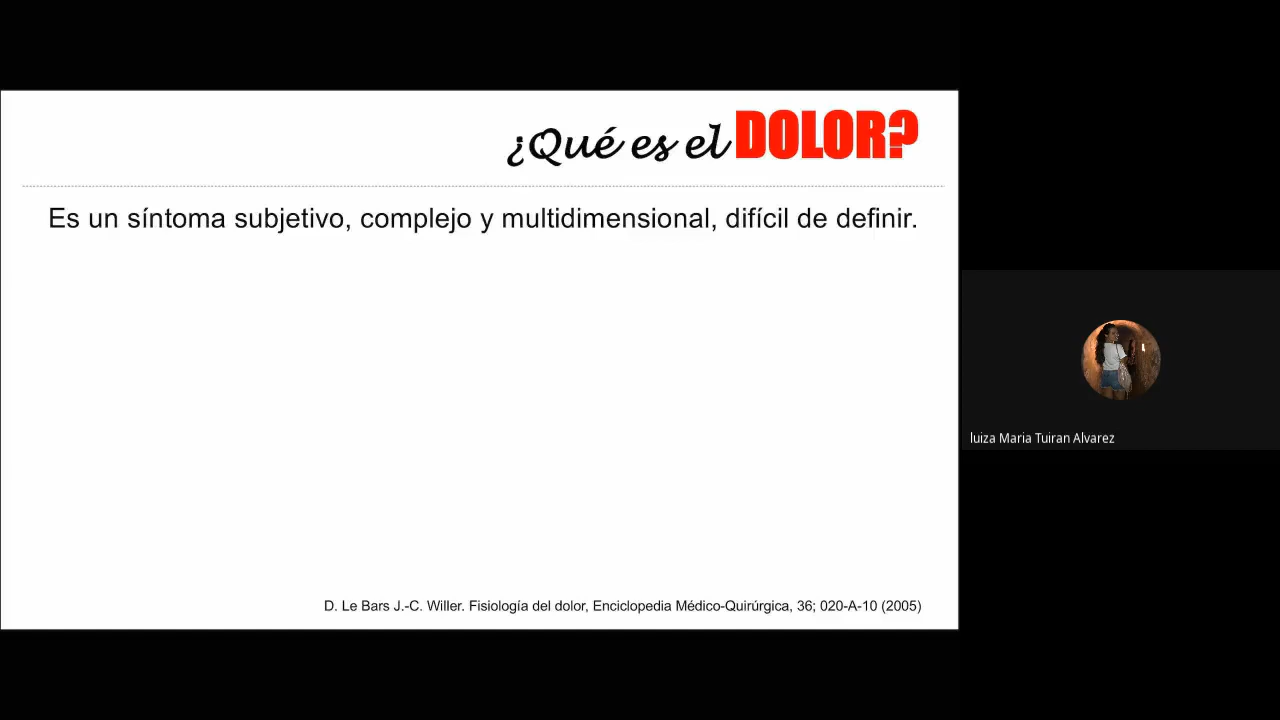 ¿Qué es el DOLOR?
Es un síntoma subjetivo, complejo y multidimensional, difícil de definir.
luiza Maria Tuiran Alvarez
D. Le Bars J.-C. Willer. Fisiología del dolor, Enciclopedia Médico-Quirúrgica, 36; 020-A-10 (2005)